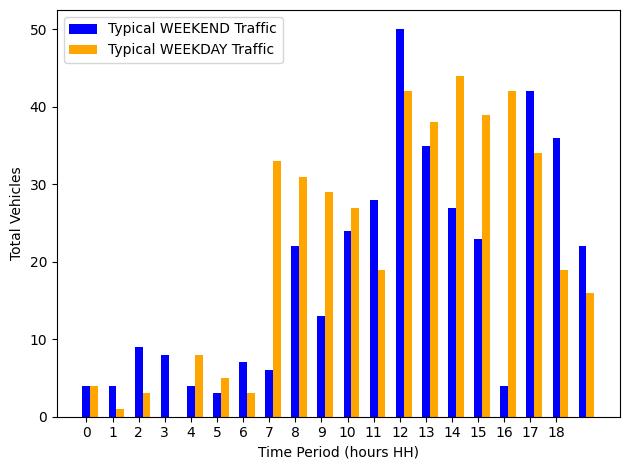 Typical WEEKEND Traffic
Typical WEEKDAY Traffic
50
40
30
20
10
0
Total Vehicles
0 1 2 3 4 5 6 7 8 9 10 11 12 13 14 15 16 17 18
Time Period (hours HH)